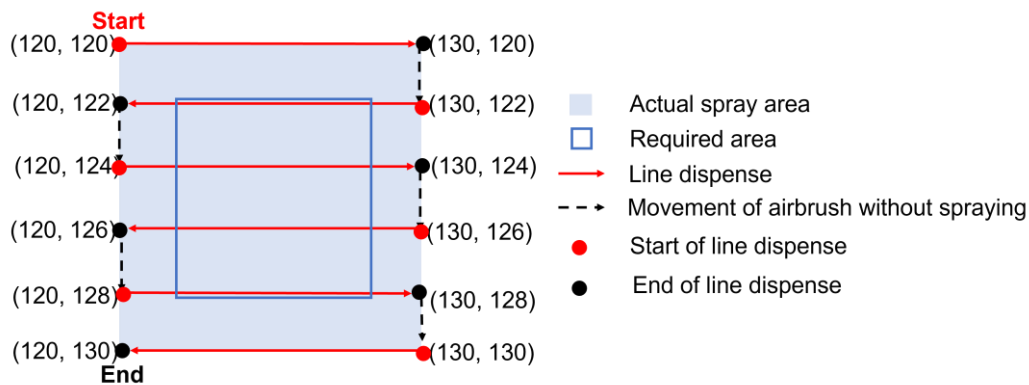 Start
(120, 120)
(130, 120)
(120, 122)
(130, 122)
(120, 124)
(130, 124)
(120, 126)
(130, 126)
(120, 128)
(130, 128)
(120, 130)
(130, 130)
End
Actual spray area
Required area
Line dispense
Movement of airbrush without spraying
Start of line dispense
End of line dispense